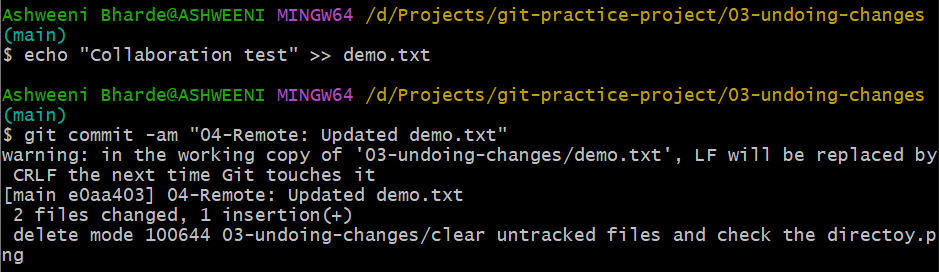 Ashweeni Bharde@ASHWEENI MINGW64 /d/Projects/git-practice-project/03-undoing-changes
(main)
$ echo "Collaboration test" >> demo.txt
Ashweeni Bharde@ASHWEENI MINGW64 /d/Projects/git-practice-project/03-undoing-changes
(main)
$ git commit -am "04-Remote: Updated demo.txt"
warning: in the working copy of '03-undoing-changes/demo.txt', LF will be replaced by
 CRLF the next time Git touches it
[main e0aa403] 04-Remote: Updated demo.txt
 2 files changed, 1 insertion(+)
 delete mode 100644 03-undoing-changes/clear untracked files and check the directoy.p
ng